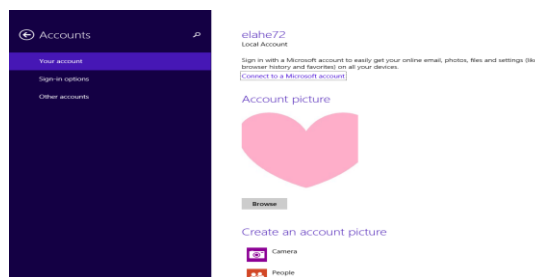 Accounts
Your account
Sign-in options
Other accounts
elahe72
Local Account
Sign in with a Microsoft account to easily get your online email, photos, files and settings (like
browser history and favorites) on all your devices.
Connect to a Microsoft account
Account picture
Browse
Create an account picture
Camera
People